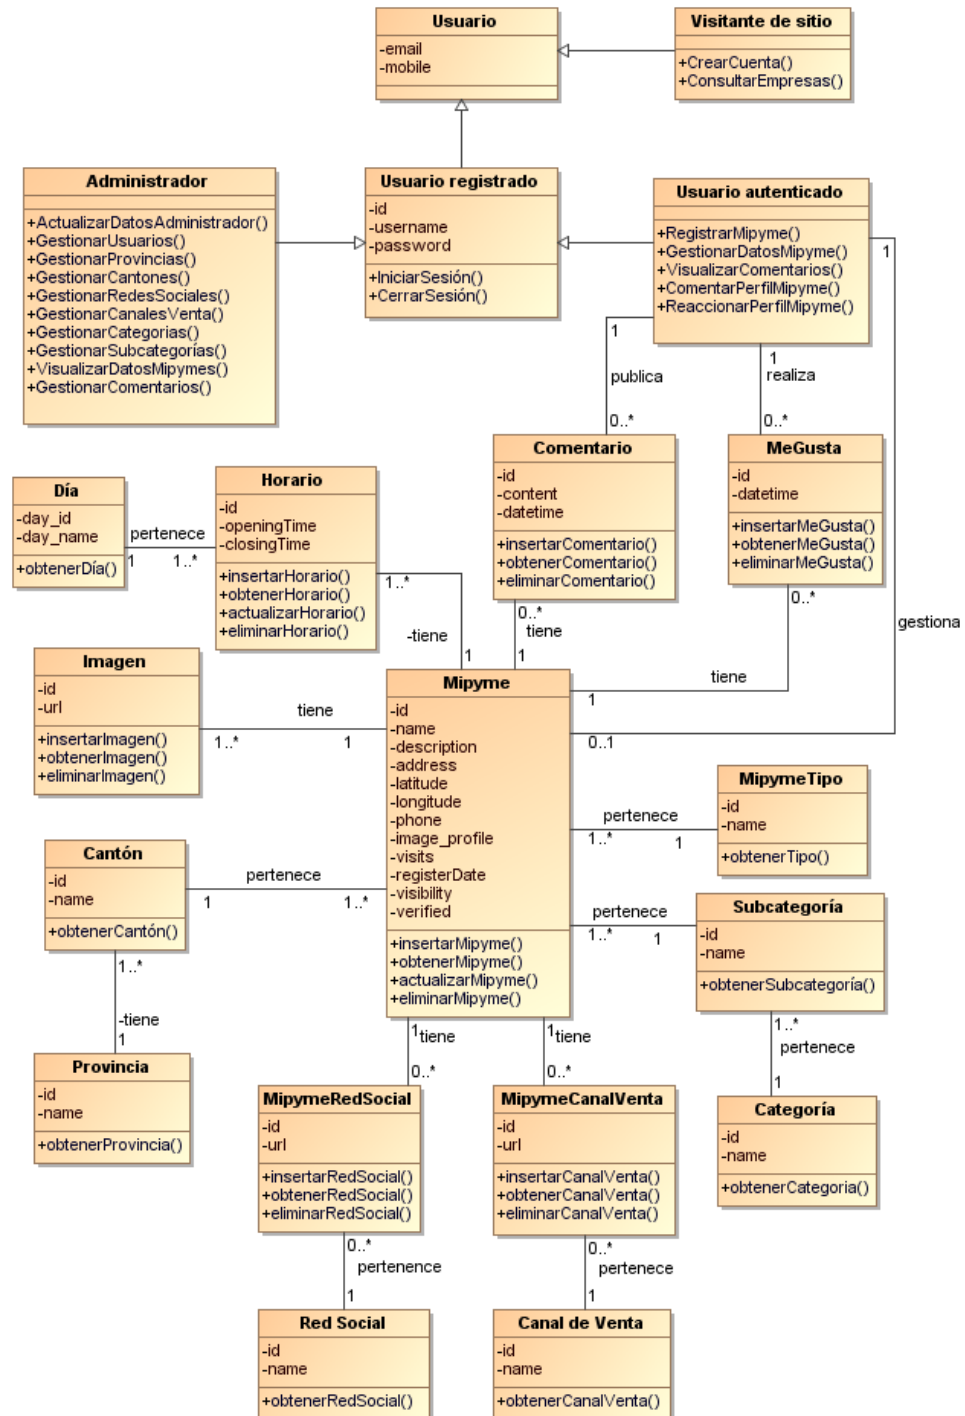 Usuario
-email
-mobile
Visitante de sitio
+CrearCuenta()
+ConsultarEmpresas()
Administrador
+ActualizarDatosAdministrador()
+GestionarUsuarios()
+GestionarProvincias()
+GestionarCantones()
+GestionarRedesSociales()
+GestionarCanalesVenta()
+GestionarCategorias()
+GestionarSubcategorías()
+VisualizarDatosMipymes()
+GestionarComentarios()
Usuario registrado
-id
-username
-password
+IniciarSesión()
+CerrarSesión()
Usuario autenticado
+RegistrarMipyme()
+GestionarDatosMipyme()
+VisualizarComentarios()
+ComentarPerfilMipyme()
+ReaccionarPerfilMipyme()
1
publica
0..*
1
realiza
0..*
1
gestiona
0..1
Comentario
-id
-content
-datetime
+insertarComentario()
+obtenerComentario()
+eliminarComentario()
0..*
tiene
1
MeGusta
-id
-datetime
+insertarMeGusta()
+obtenerMeGusta()
+eliminarMeGusta()
0..*
tiene
1
Día
-day_id
-day_name
+obtenerDía()
pertenece
1
1..*
Horario
-id
-openingTime
-closingTime
+insertarHorario()
+obtenerHorario()
+actualizarHorario()
+eliminarHorario()
1..*
-tiene
1
Imagen
-id
-url
+insertarImagen()
+obtenerImagen()
+eliminarImagen()
tiene
1..*
1
Mipyme
-id
-name
-description
-address
-latitude
-longitude
-phone
-image_profile
-visits
-registerDate
-visibility
-verified
+insertarMipyme()
+obtenerMipyme()
+actualizarMipyme()
+eliminarMipyme()
MipymeTipo
-id
-name
+obtenerTipo()
pertenece
1..*
1
Cantón
-id
-name
+obtenerCantón()
pertenece
1
1..*
1..*
-tiene
1
Subcategoría
-id
-name
+obtenerSubcategoría()
pertenece
1..*
1
1..*
pertenece
1
Provincia
-id
-name
+obtenerProvincia()
1
tiene
0..*
1
tiene
0..*
MipymeRedSocial
-id
-url
+insertarRedSocial()
+obtenerRedSocial()
+eliminarRedSocial()
MipymeCanalVenta
-id
-url
+insertarCanalVenta()
+obtenerCanalVenta()
+eliminarCanalVenta()
Categoría
-id
-name
+obtenerCategoria()
0..*
pertenence
1
0..*
pertenece
1
Red Social
-id
-name
+obtenerRedSocial()
Canal de Venta
-id
-name
+obtenerCanalVenta()